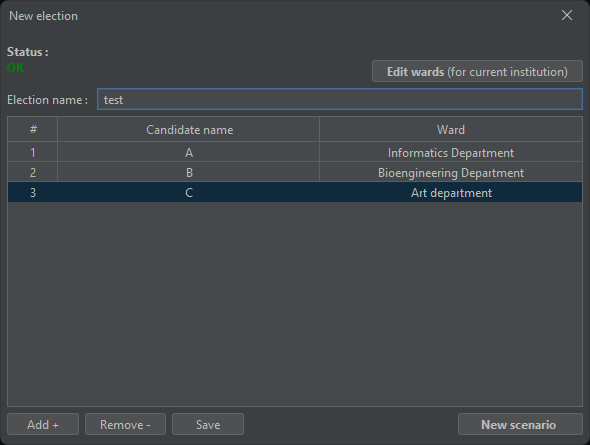 New election
Status :
OK
Edit wards (for current institution)
Election name : test
# Candidate name Ward
1 A Informatics Department
2 B Bioengineering Department
3 C Art department
Add + Remove - Save New scenario